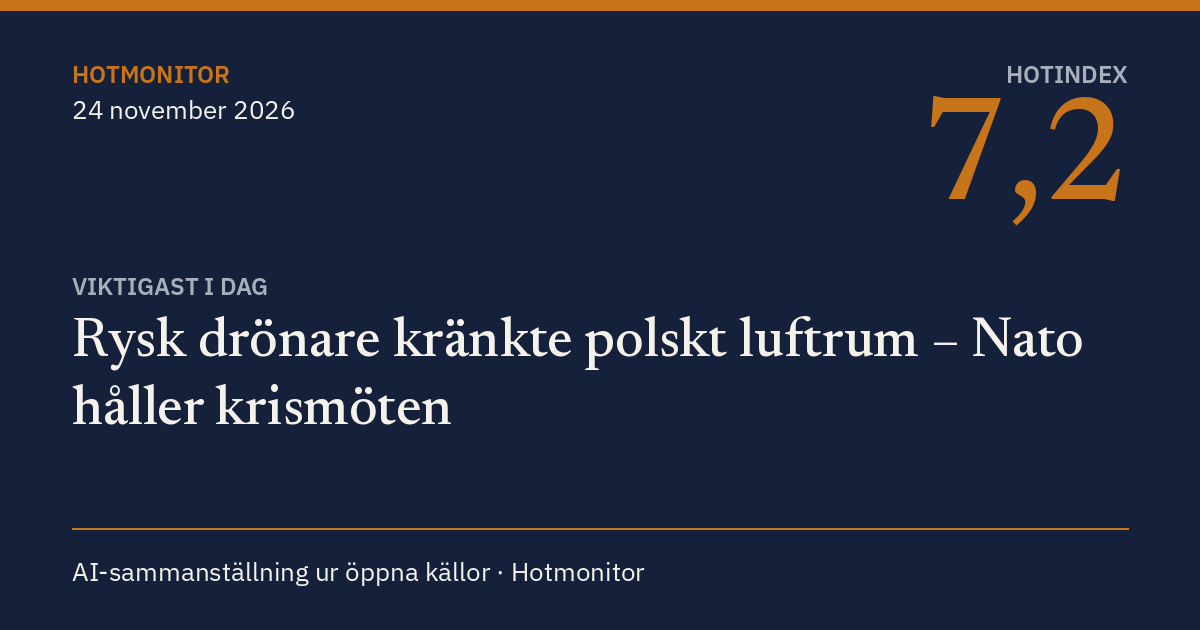 HOTMONITOR
24 november 2026
HOTINDEX
7,2
VIKTIGAST I DAG
Rysk drönare kränkte polskt luftrum – Nato
håller krismöten
AI-sammanställning ur öppna källor · Hotmonitor